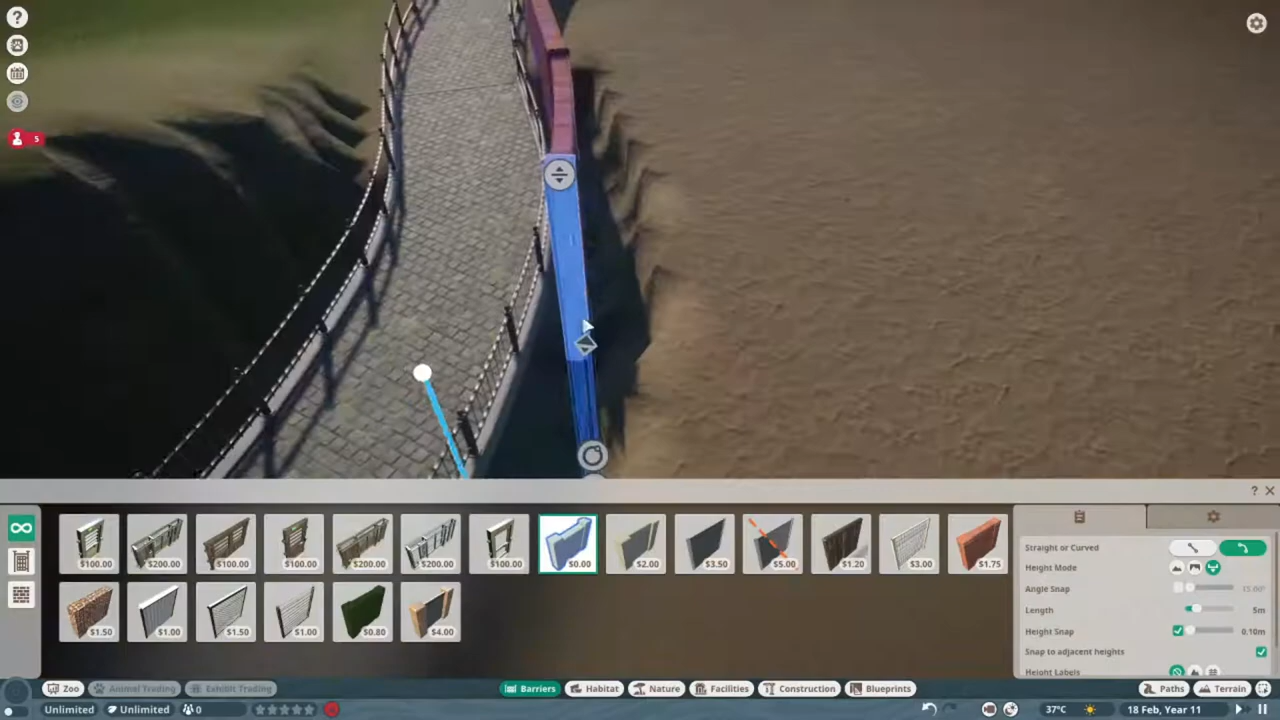 ?
5
? ×
$100.00 $200.00 $100.00 $100.00 $200.00 $200.00 $100.00 $0.00 $2.00 $3.50 $5.00 $1.20 $3.00 $1.75
$1.50 $1.00 $1.50 $1.00 $0.80 $4.00
Straight or Curved
Height Mode
Angle Snap 15.00°
Length 5m
Height Snap 0.10m
Snap to adjacent heights
Height Labels
Zoo Animal Trading Exhibit Trading Barriers Habitat Nature Facilities Construction Blueprints Paths Terrain
Unlimited Unlimited 0 37°C 18 Feb, Year 11